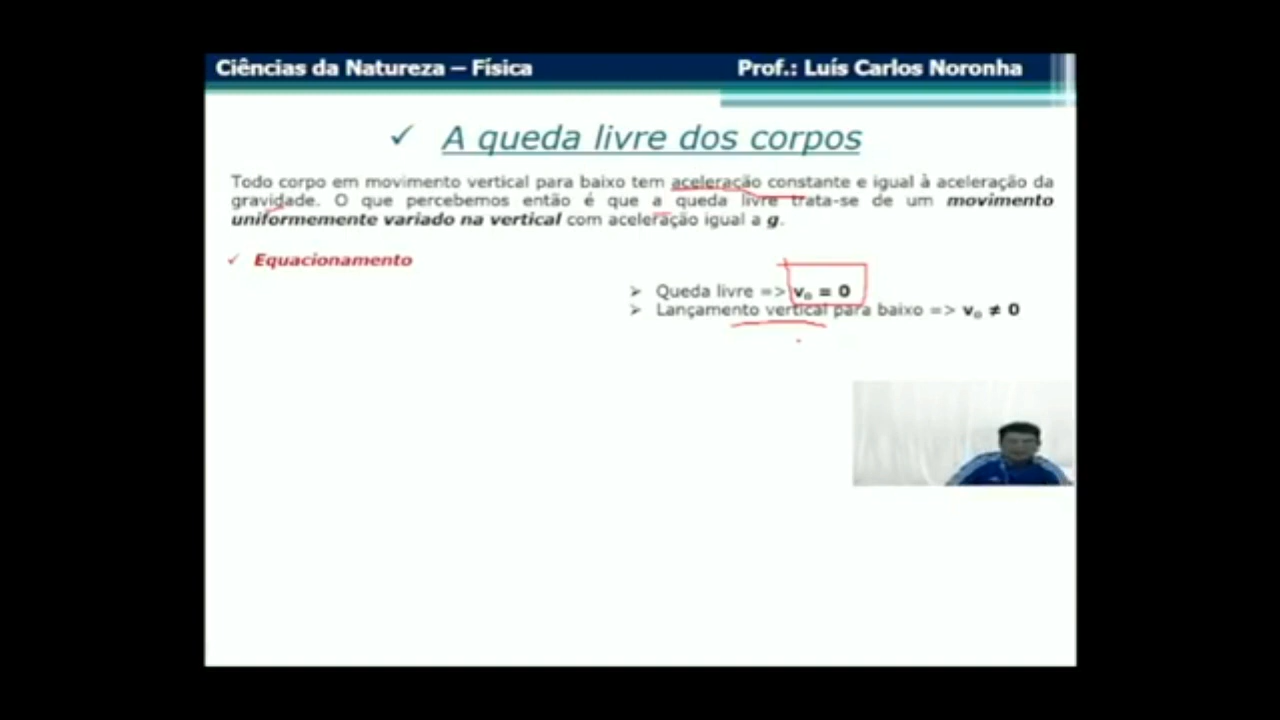 Ciências da Natureza – Física Prof.: Luís Carlos Noronha
✓ A queda livre dos corpos
Todo corpo em movimento vertical para baixo tem aceleração constante e igual à aceleração da
gravidade. O que percebemos então é que a queda livre trata-se de um movimento
uniformemente variado na vertical com aceleração igual a g.
✓ Equacionamento
➢ Queda livre => v₀ = 0
➢ Lançamento vertical para baixo => v₀ ≠ 0